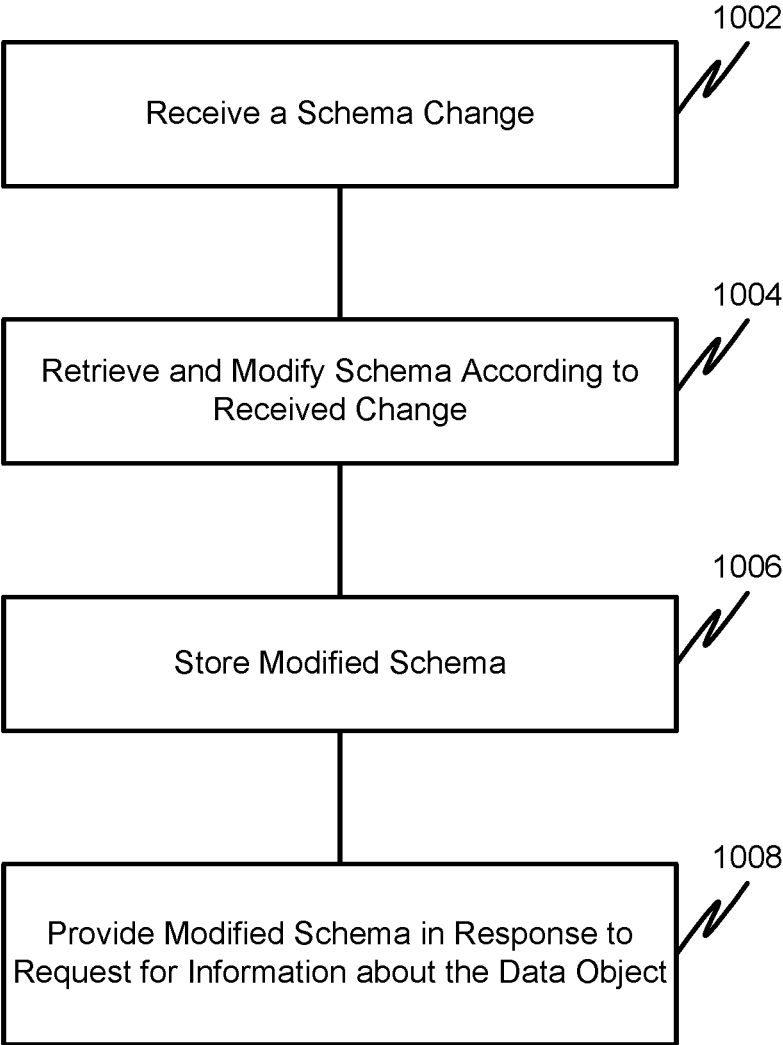 1002
Receive a Schema Change
1004
Retrieve and Modify Schema According to
Received Change
1006
Store Modified Schema
1008
Provide Modified Schema in Response to
Request for Information about the Data Object